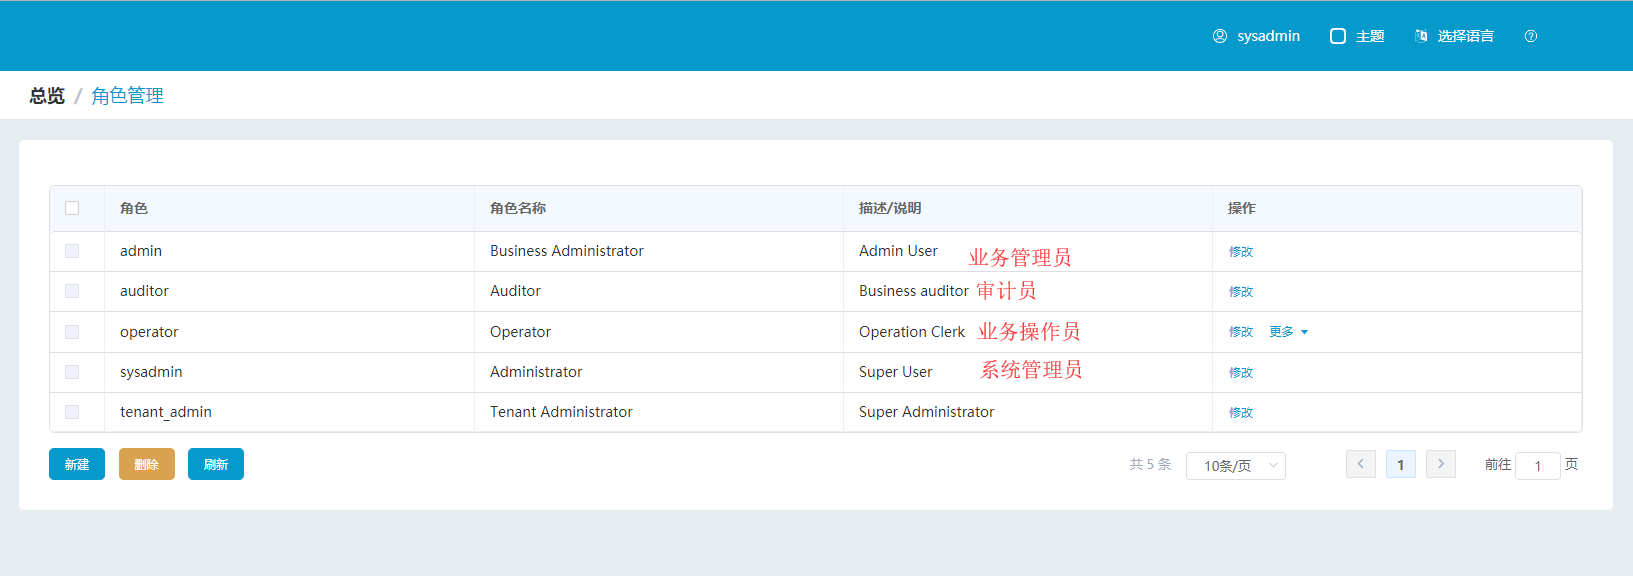 sysadmin 主题 选择语言
总览 / 角色管理
角色 角色名称 描述/说明 操作
admin Business Administrator Admin User 业务管理员 修改
auditor Auditor Business auditor 审计员 修改
operator Operator Operation Clerk 业务操作员 修改 更多
sysadmin Administrator Super User 系统管理员 修改
tenant_admin Tenant Administrator Super Administrator 修改
新建 删除 刷新 共 5 条 10条/页 < 1 > 前往 1 页